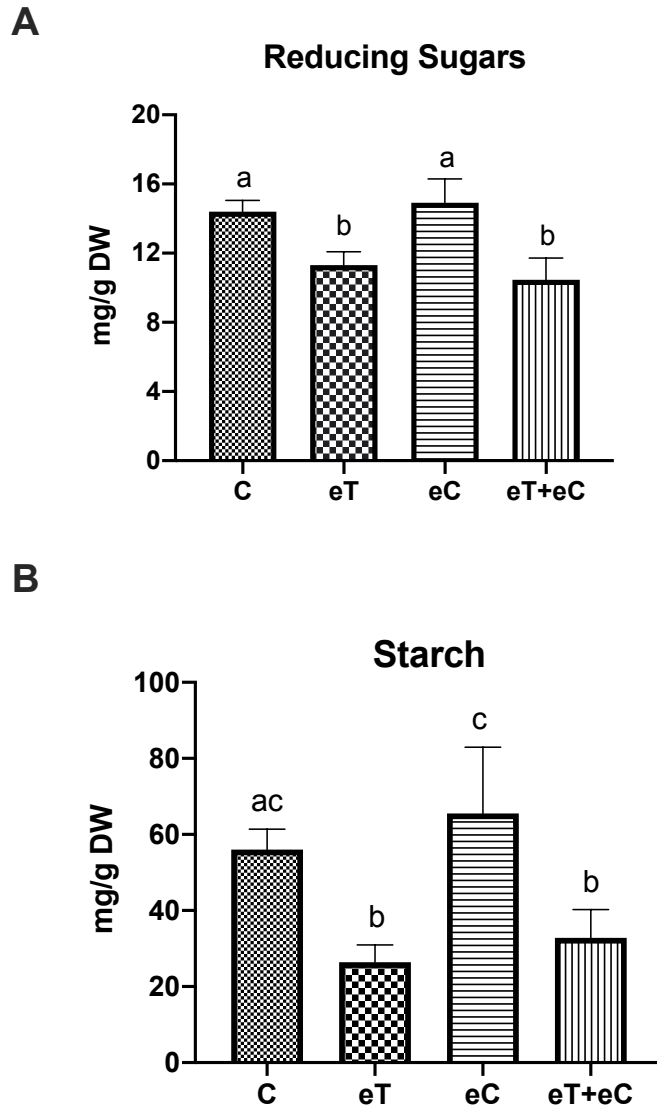 A
Reducing Sugars
20
16
12
8
4
0
mg/g DW
a
b
a
b
C eT eC eT+eC
B
Starch
100
80
60
40
20
0
mg/g DW
ac
b
c
b
C eT eC eT+eC